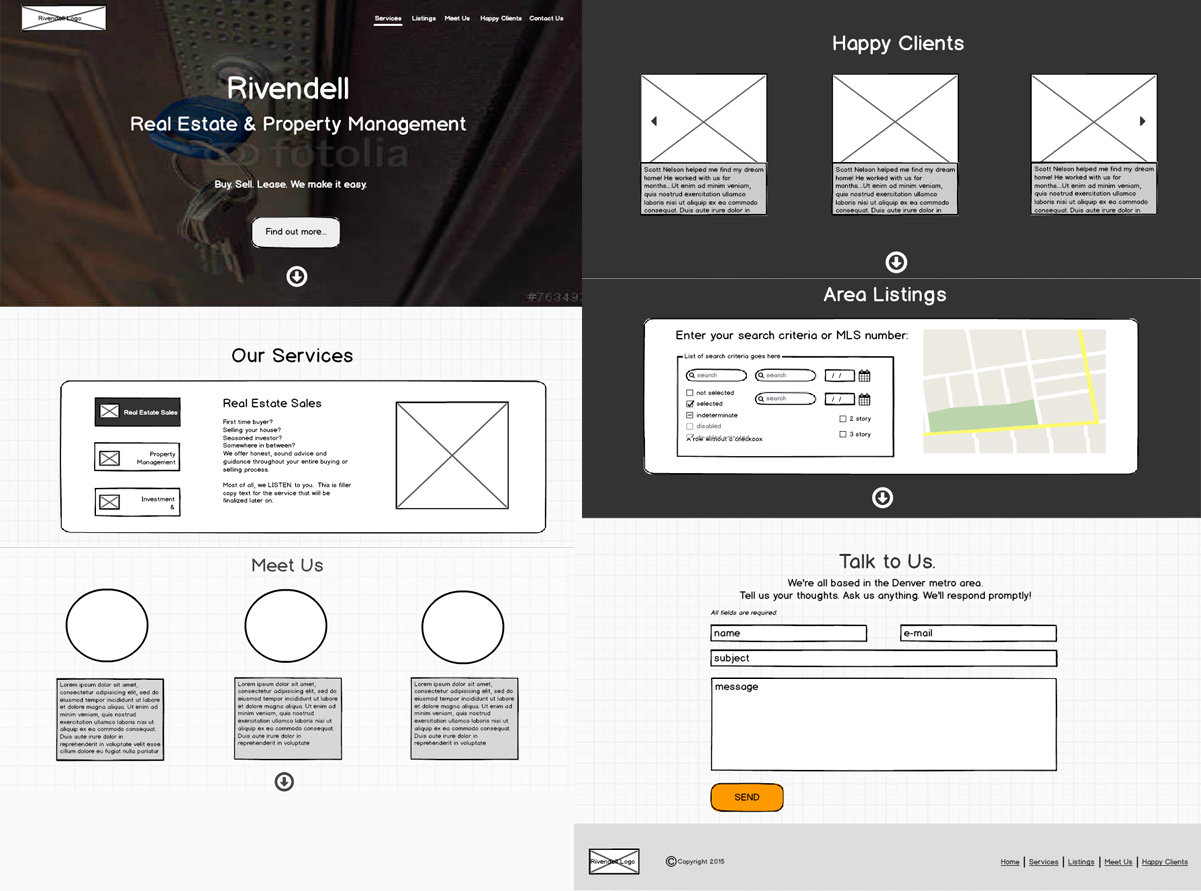 Rivendell Logo
Services Listings Meet Us Happy Clients Contact Us
Rivendell
Real Estate & Property Management
fotolia
Buy. Sell. Lease. We make it easy.
Find out more...
#763493
Our Services
Real Estate Sales
Property
Management
Investment
&
Real Estate Sales
First time buyer?
Selling your house?
Seasoned investor?
Somewhere in between?
We offer honest, sound advice and
guidance throughout your entire buying or
selling process.
Most of all, we LISTEN to you. This is filler
copy text for the service that will be
finalized later on.
Meet Us
Lorem ipsum dolor sit amet,
consectetur adipisicing elit, sed do
eiusmod tempor incididunt ut labore
et dolore magna aliqua. Ut enim ad
minim veniam, quis nostrud
exercitation ullamco laboris nisi ut
aliquip ex ea commodo consequat.
Duis aute irure dolor in
reprehenderit in voluptate velit esse
cillum dolore eu fugiat nulla pariatur
Lorem ipsum dolor sit amet,
consectetur adipisicing elit, sed do
eiusmod tempor incididunt ut labore
et dolore magna aliqua. Ut enim ad
minim veniam, quis nostrud
exercitation ullamco laboris nisi ut
aliquip ex ea commodo consequat.
Duis aute irure dolor in
reprehenderit in voluptate
Lorem ipsum dolor sit amet,
consectetur adipisicing elit, sed do
eiusmod tempor incididunt ut labore
et dolore magna aliqua. Ut enim ad
minim veniam, quis nostrud
exercitation ullamco laboris nisi ut
aliquip ex ea commodo consequat.
Duis aute irure dolor in
reprehenderit in voluptate
Happy Clients
Scott Nelson helped me find my dream
home! He worked with us for
months...Ut enim ad minim veniam,
quis nostrud exercitation ullamco
laboris nisi ut aliquip ex ea commodo
consequat. Duis aute irure dolor in
Scott Nelson helped me find my dream
home! He worked with us for
months...Ut enim ad minim veniam,
quis nostrud exercitation ullamco
laboris nisi ut aliquip ex ea commodo
consequat. Duis aute irure dolor in
Scott Nelson helped me find my dream
home! He worked with us for
months...Ut enim ad minim veniam,
quis nostrud exercitation ullamco
laboris nisi ut aliquip ex ea commodo
consequat. Duis aute irure dolor in
Area Listings
Enter your search criteria or MLS number:
List of search criteria goes here
search search / /
not selected
search / /
selected
indeterminate
2 story
disabled
3 story
A row without a checkbox
Talk to Us.
We're all based in the Denver metro area.
Tell us your thoughts. Ask us anything. We'll respond promptly!
All fields are required.
name e-mail
subject
message
SEND
Rivendell Logo
© Copyright 2015
Home | Services | Listings | Meet Us | Happy Clients